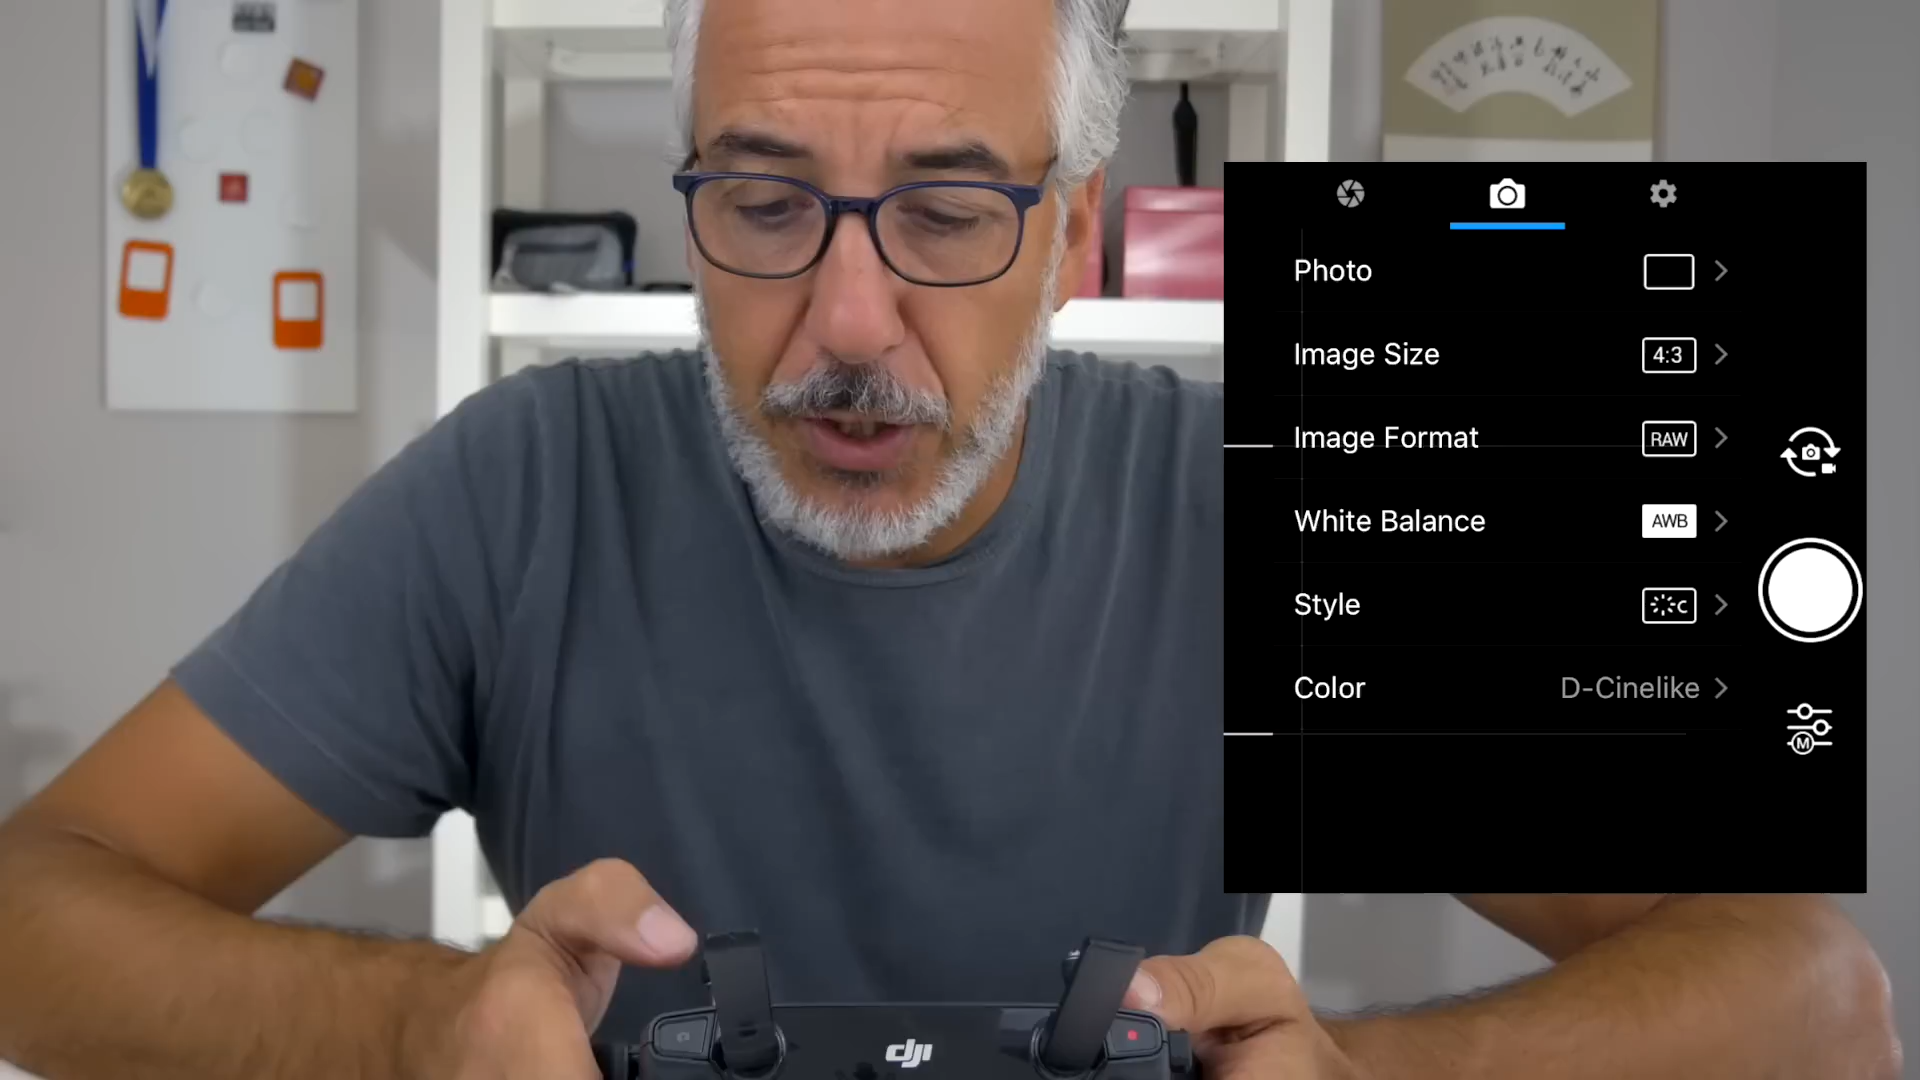 Photo
Image Size 4:3
Image Format RAW
White Balance AWB
Style C
Color D-Cinelike
M
dji